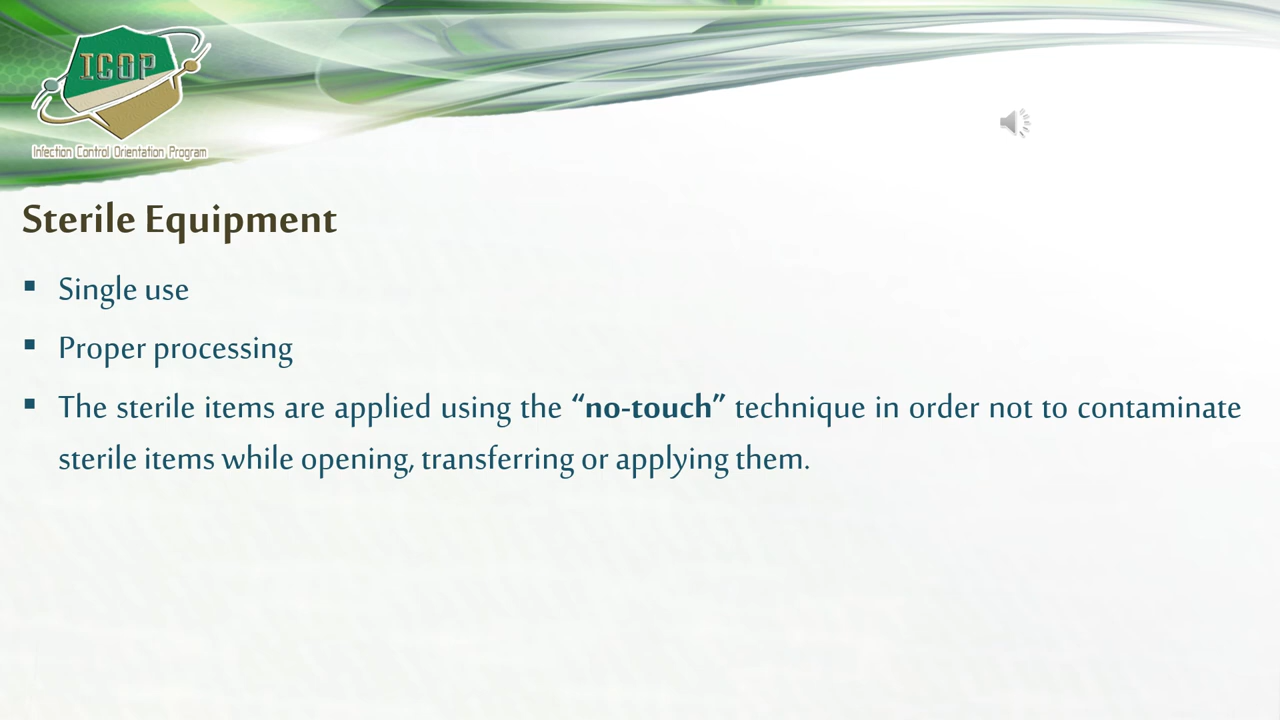 ICOP
Infection Control Orientation Program
Sterile Equipment
▪ Single use
▪ Proper processing
▪ The sterile items are applied using the “no-touch” technique in order not to contaminate
sterile items while opening, transferring or applying them.